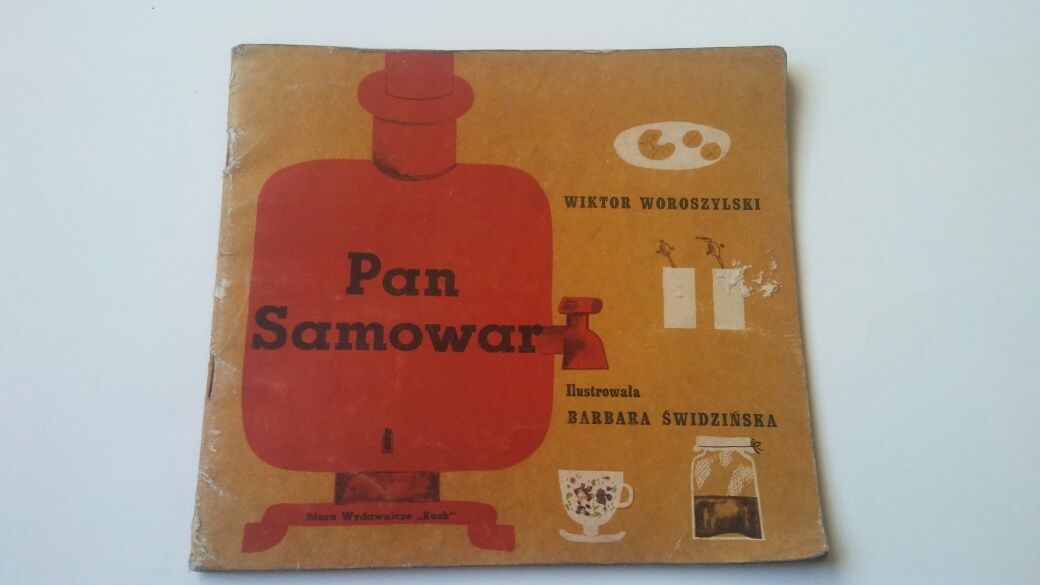 WIKTOR WOROSZYLSKI
Pan
Samowar
Ilustrowała
BARBARA ŚWIDZIŃSKA
Biuro Wydawnicze „Ruch"